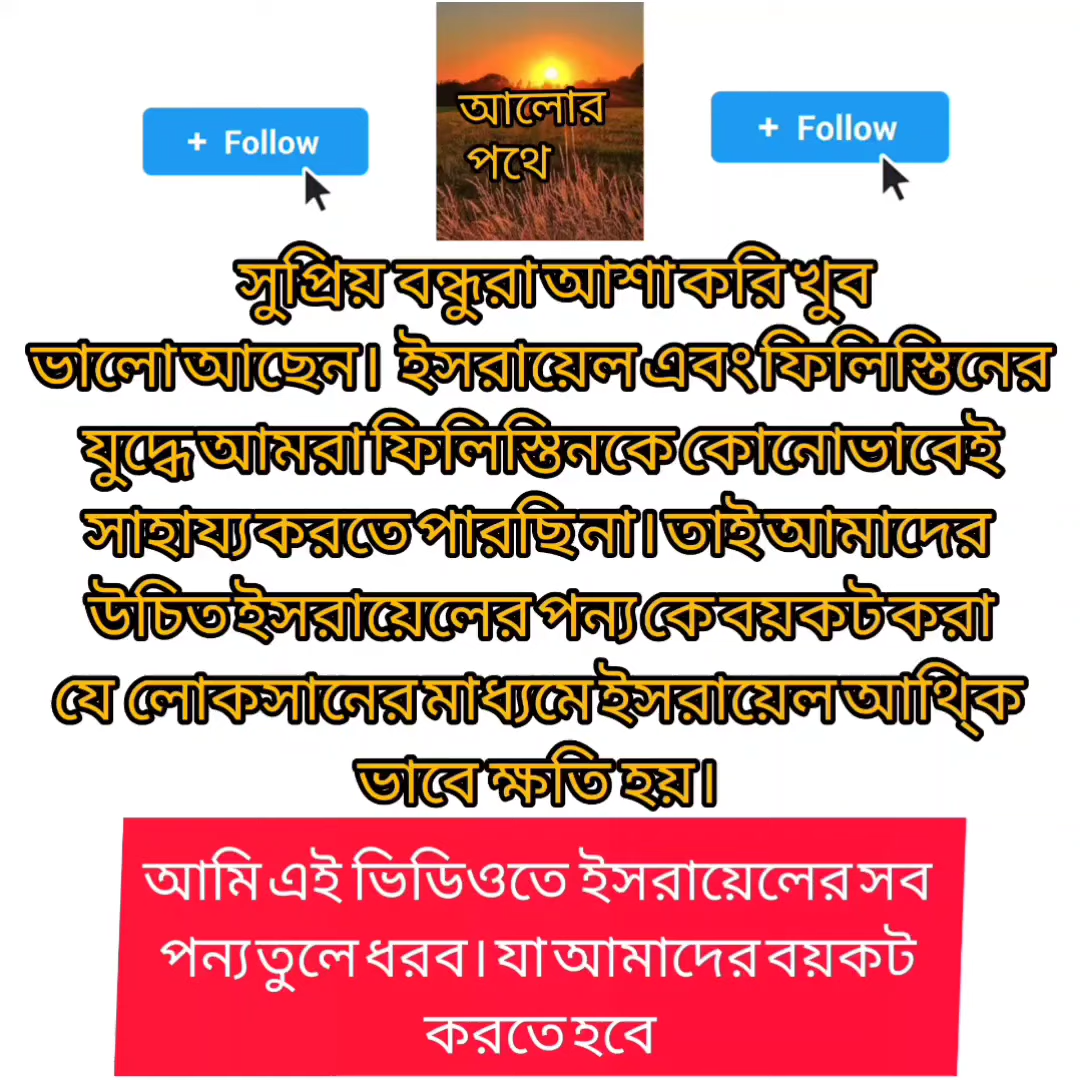 আলোর
পথে
+ Follow
+ Follow
সুপ্রিয় বন্ধুরা আশা করি খুব
ভালো আছেন। ইসরায়েল এবং ফিলিস্তিনের
যুদ্ধে আমরা ফিলিস্তিনকে কোনোভাবেই
সাহায্য করতে পারছি না। তাই আমাদের
উচিত ইসরায়েলের পন্য কে বয়কট করা
যে লোকসানের মাধ্যমে ইসরায়েল আথ্িক
ভাবে ক্ষতি হয়।
আমি এই ভিডিওতে ইসরায়েলের সব
পন্য তুলে ধরব। যা আমাদের বয়কট
করতে হবে